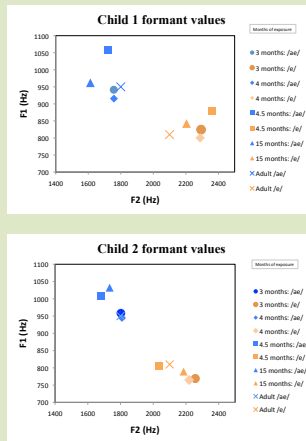 Child 1 formant values
Months of exposure
1100
1050
1000
950
900
850
800
750
700
F1 (Hz)
1400 1600 1800 2000 2200 2400
F2 (Hz)
3 months: /ae/
3 months: /e/
4 months: /ae/
4 months: /e/
4.5 months: /ae/
4.5 months: /e/
15 months: /ae/
15 months: /e/
Adult /ae/
Adult /e/
Child 2 formant values
Months of exposure
1100
1050
1000
950
900
850
800
750
700
F1 (Hz)
1400 1600 1800 2000 2200 2400
F2 (Hz)
3 months: /ae/
3 months: /e/
4 months: /ae/
4 months: /e/
4.5 months: /ae/
4.5 months: /e/
15 months: /ae/
15 months: /e/
Adult /ae/
Adult /e/